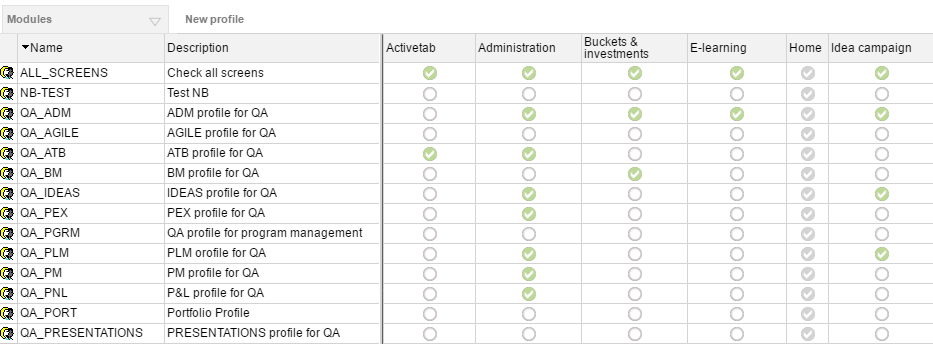 Modules New profile
Name Description Activetab Administration Buckets & investments E-learning Home Idea campaign
ALL_SCREENS Check all screens
NB-TEST Test NB
QA_ADM ADM profile for QA
QA_AGILE AGILE profile for QA
QA_ATB ATB profile for QA
QA_BM BM profile for QA
QA_IDEAS IDEAS profile for QA
QA_PEX PEX profile for QA
QA_PGRM QA profile for program management
QA_PLM PLM orofile for QA
QA_PM PM profile for QA
QA_PNL P&L profile for QA
QA_PORT Portfolio Profile
QA_PRESENTATIONS PRESENTATIONS profile for QA